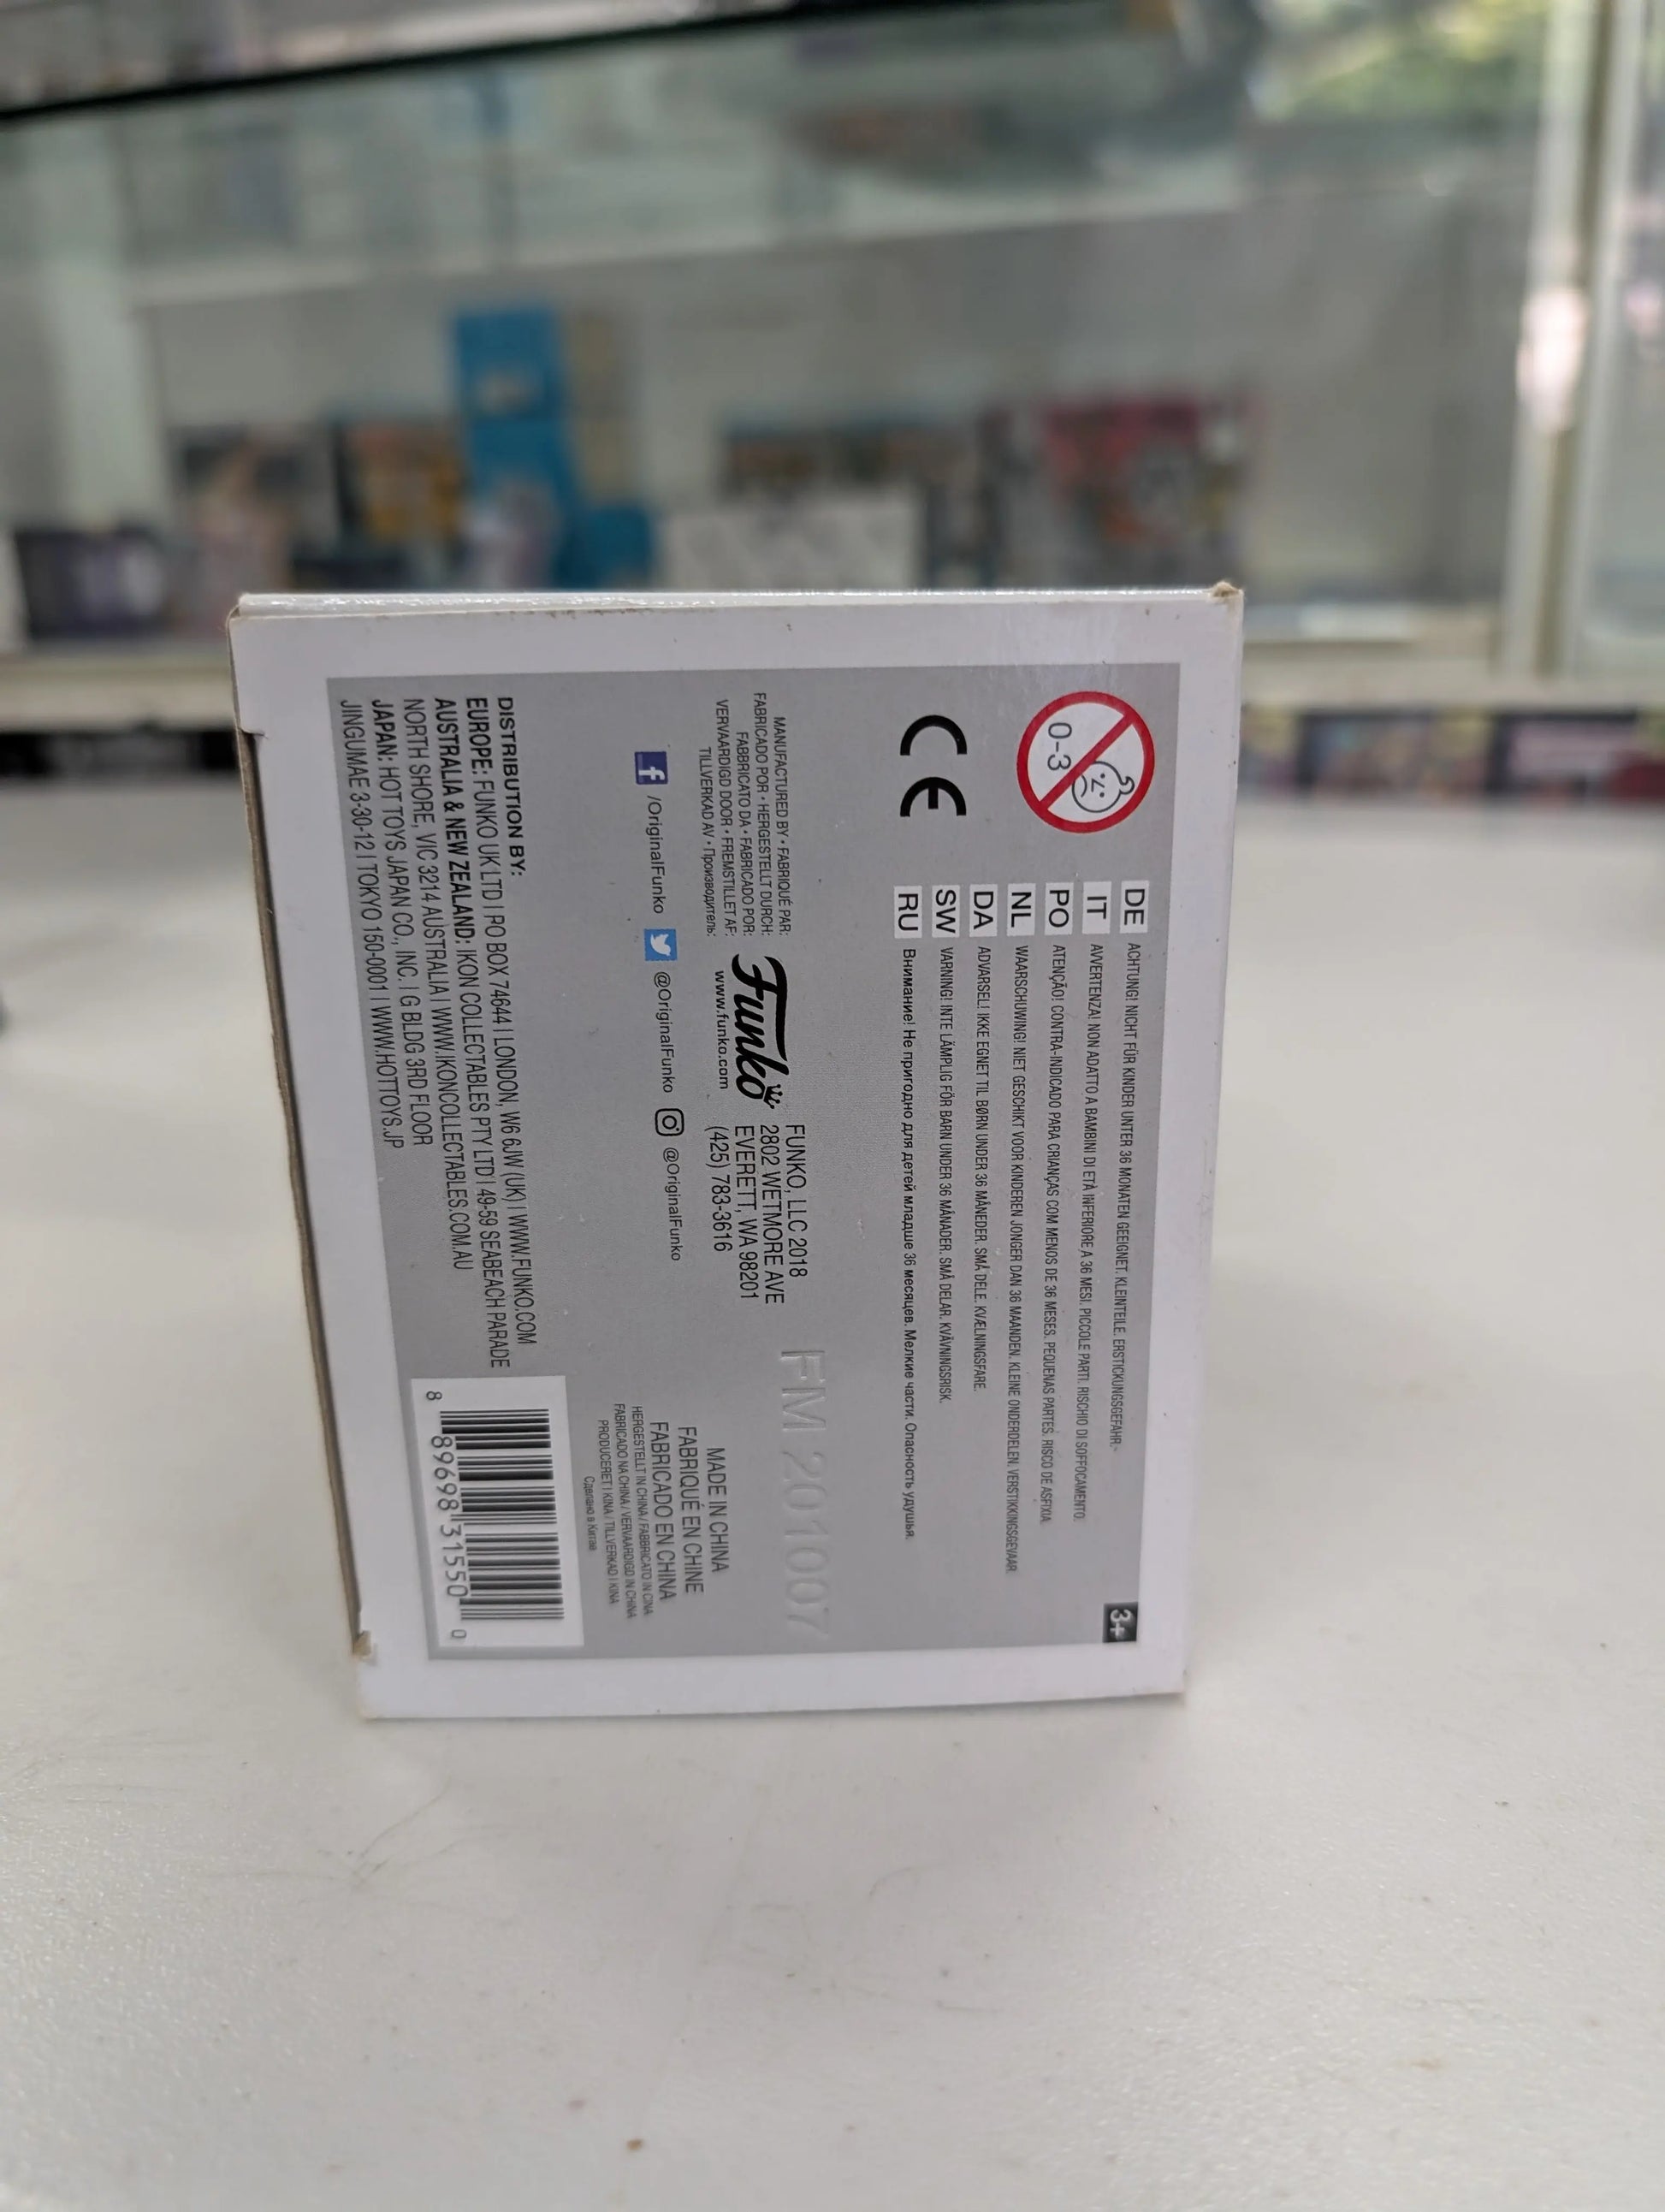 0-3
3+
DE ACHTUNG! NICHT FÜR KINDER UNTER 36 MONATEN GEEIGNET. KLEINTEILE. ERSTICKUNGSGEFAHR.
IT AVVERTENZA! NON ADATTO A BAMBINI DI ETÀ INFERIORE A 36 MESI. PICCOLE PARTI. RISCHIO DI SOFFOCAMENTO.
PO ATENÇÃO! CONTRA-INDICADO PARA CRIANÇAS COM MENOS DE 36 MESES. PEQUENAS PARTES. RISCO DE ASFIXIA.
NL WAARSCHUWING! NIET GESCHIKT VOOR KINDEREN JONGER DAN 36 MAANDEN. KLEINE ONDERDELEN. VERSTIKKINGSGEVAAR.
DA ADVARSEL! IKKE EGNET TIL BØRN UNDER 36 MÅNEDER. SMÅ DELE. KVÆLNINGSFARE.
SW VARNING! INTE LÄMPLIG FÖR BARN UNDER 36 MÅNADER. SMÅ DELAR. KVÄVNINGSRISK.
RU Внимание! Не пригодно для детей младше 36 месяцев. Мелкие части. Опасность удушья.
CE
FM 201007
MANUFACTURED BY • FABRIQUÉ PAR:
FABRICADO POR • HERGESTELLT DURCH:
FABBRICATO DA • FABRICADO POR:
VERVAARDIGD DOOR • FREMSTILLET AF:
TILLVERKAD AV • Производитель:
Funko
www.funko.com
FUNKO, LLC 2018
2802 WETMORE AVE
EVERETT, WA 98201
(425) 783-3616
/OriginalFunko @OriginalFunko @OriginalFunko
MADE IN CHINA
FABRIQUÉ EN CHINE
FABRICADO EN CHINA
HERGESTELLT IN CHINA / FABBRICATO IN CINA
FABRICADO NA CHINA / VERVAARDIGD IN CHINA
PRODUCERET I KINA / TILLVERKAD I KINA
Сделано в Китае
DISTRIBUTION BY:
EUROPE: FUNKO UK LTD | PO BOX 74644 | LONDON, W6 6JW (UK) | WWW.FUNKO.COM
AUSTRALIA & NEW ZEALAND: IKON COLLECTABLES PTY LTD | 49-59 SEABEACH PARADE
NORTH SHORE, VIC 3214 AUSTRALIA | WWW.IKONCOLLECTABLES.COM.AU
JAPAN: HOT TOYS JAPAN CO., INC. | G BLDG 3RD FLOOR
JINGUMAE 3-30-12 | TOKYO 150-0001 | WWW.HOTTOYS.JP
8 89698 31550 0